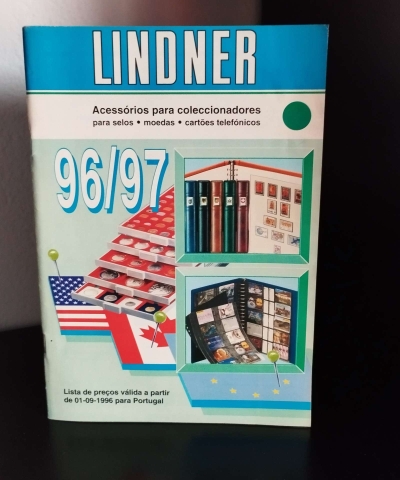 LINDNER
Acessórios para coleccionadores
para selos • moedas • cartões telefónicos
96/97
Lista de preços válida a partir
de 01-09-1996 para Portugal